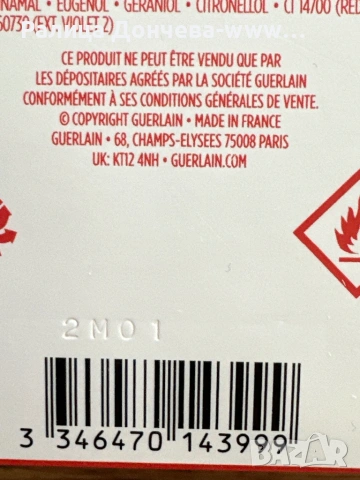 NAMAL • EUGENOL • GERANIOL • CITRONELLOL • CI 14700 (RED
60730 (EXT. VIOLET 2)
CE PRODUIT NE PEUT ÊTRE VENDU QUE PAR
LES DÉPOSITAIRES AGRÉÉS PAR LA SOCIÉTÉ GUERLAIN
CONFORMÉMENT À SES CONDITIONS GÉNÉRALES DE VENTE.
© COPYRIGHT GUERLAIN • MADE IN FRANCE
GUERLAIN • 68, CHAMPS-ELYSEES 75008 PARIS
UK: KT12 4NH • GUERLAIN.COM
2M01
3 346470 143999
BAZAR